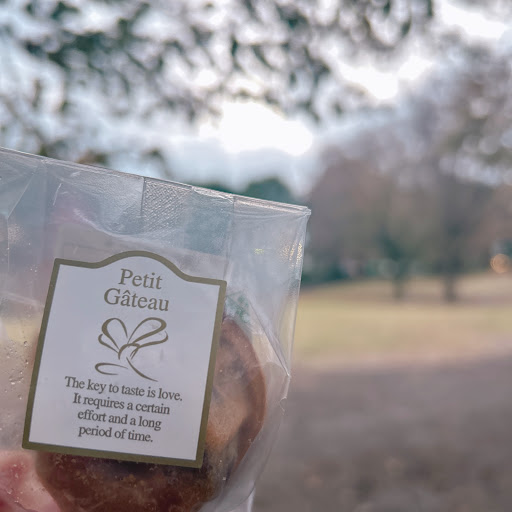 Petit
Gâteau
The key to taste is love.
It requires a certain
effort and a long
period of time.